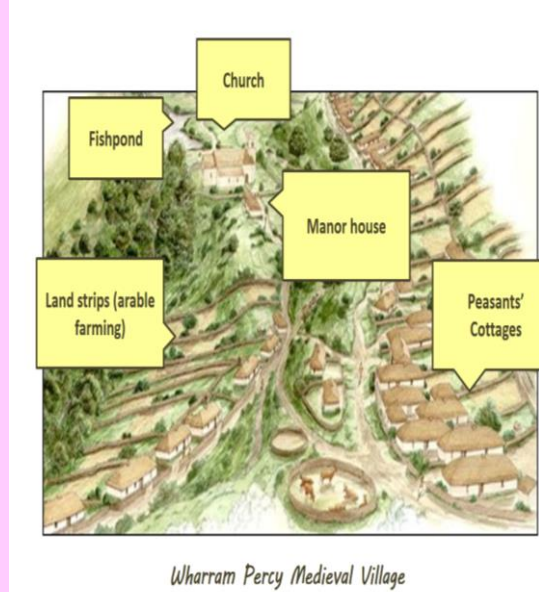 Church
Fishpond
Manor house
Land strips (arable
farming)
Peasants'
Cottages
Wharram Percy Medieval Village